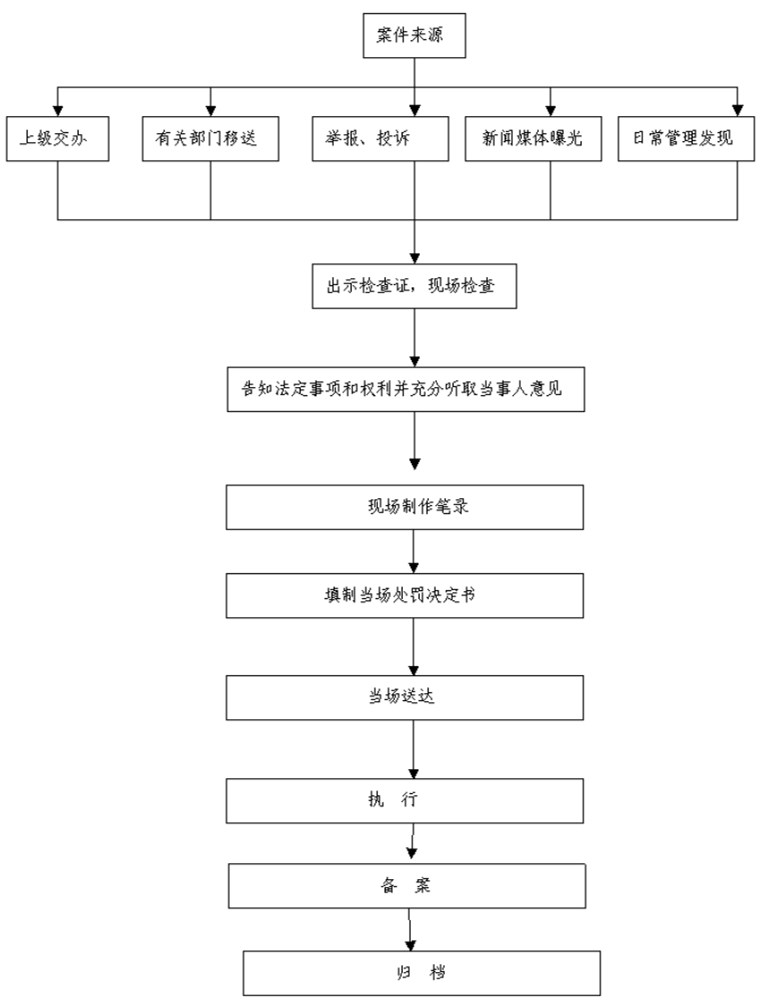 案件来源
上级交办
有关部门移送
举报、投诉
新闻媒体曝光
日常管理发现
出示检查证，现场检查
告知法定事项和权利并充分听取当事人意见
现场制作笔录
填制当场处罚决定书
当场送达
执 行
备 案
归 档